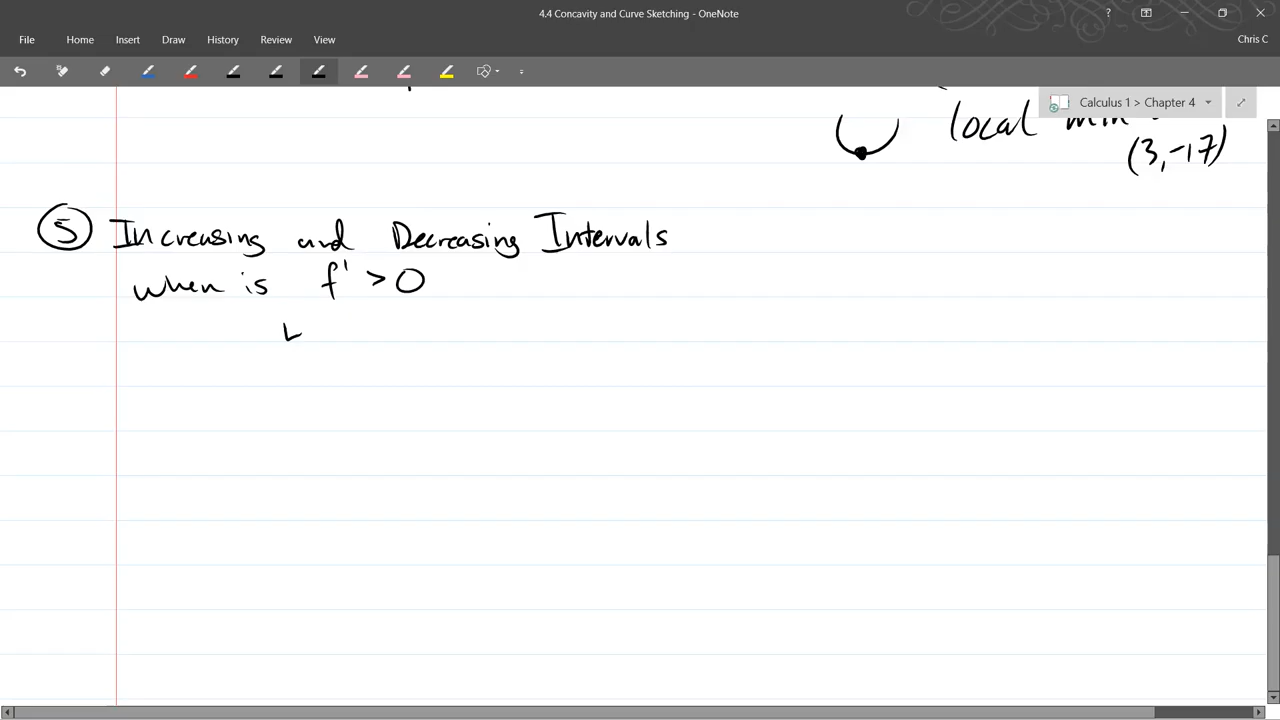 4.4 Concavity and Curve Sketching - OneNote
File Home Insert Draw History Review View
Chris C
Calculus 1 > Chapter 4
local min
(3,-17)
5 Increasing and Decreasing Intervals
when is f' > 0